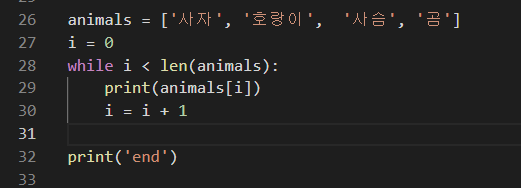 26 animals = ['사자', '호랑이',  '사슴', '곰']
27 i = 0
28 while i < len(animals):
29     print(animals[i])
30     i = i + 1
31
32 print('end')
33